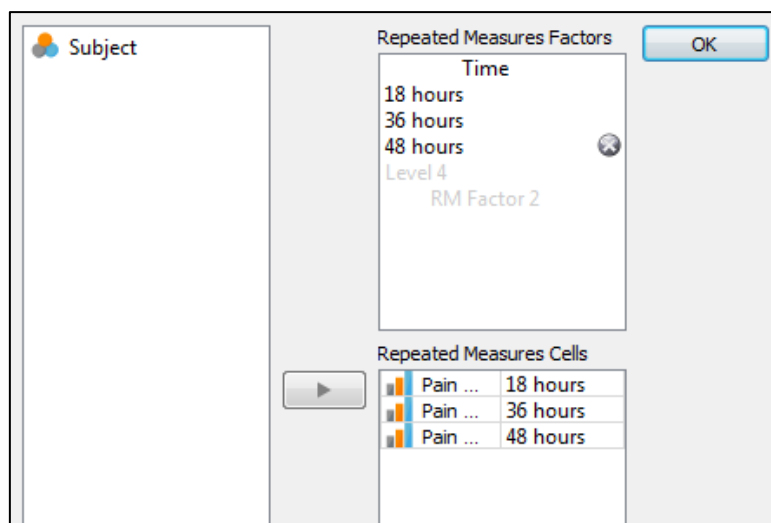 Subject
Repeated Measures Factors
OK
Time
18 hours
36 hours
48 hours
Level 4
RM Factor 2
Repeated Measures Cells
Pain ... 18 hours
Pain ... 36 hours
Pain ... 48 hours